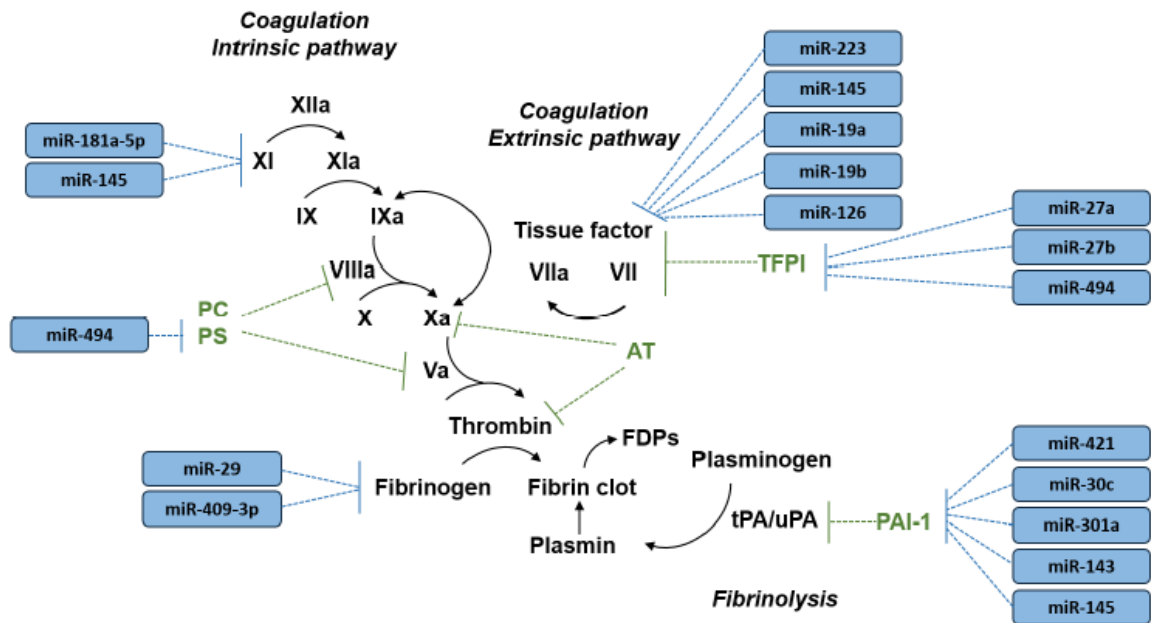 Coagulation
Intrinsic pathway
miR-223
miR-145
miR-19a
miR-19b
miR-126
Coagulation
Extrinsic pathway
XIIa
miR-181a-5p
miR-145
XI
XIa
IX
IXa
Tissue factor
VIIa
VII
TFPI
miR-27a
miR-27b
miR-494
VIIIa
X
Xa
PC
PS
miR-494
AT
Va
Thrombin
FDPs
Plasminogen
miR-29
miR-409-3p
Fibrinogen
Fibrin clot
tPA/uPA
PAI-1
miR-421
miR-30c
miR-301a
miR-143
miR-145
Plasmin
Fibrinolysis